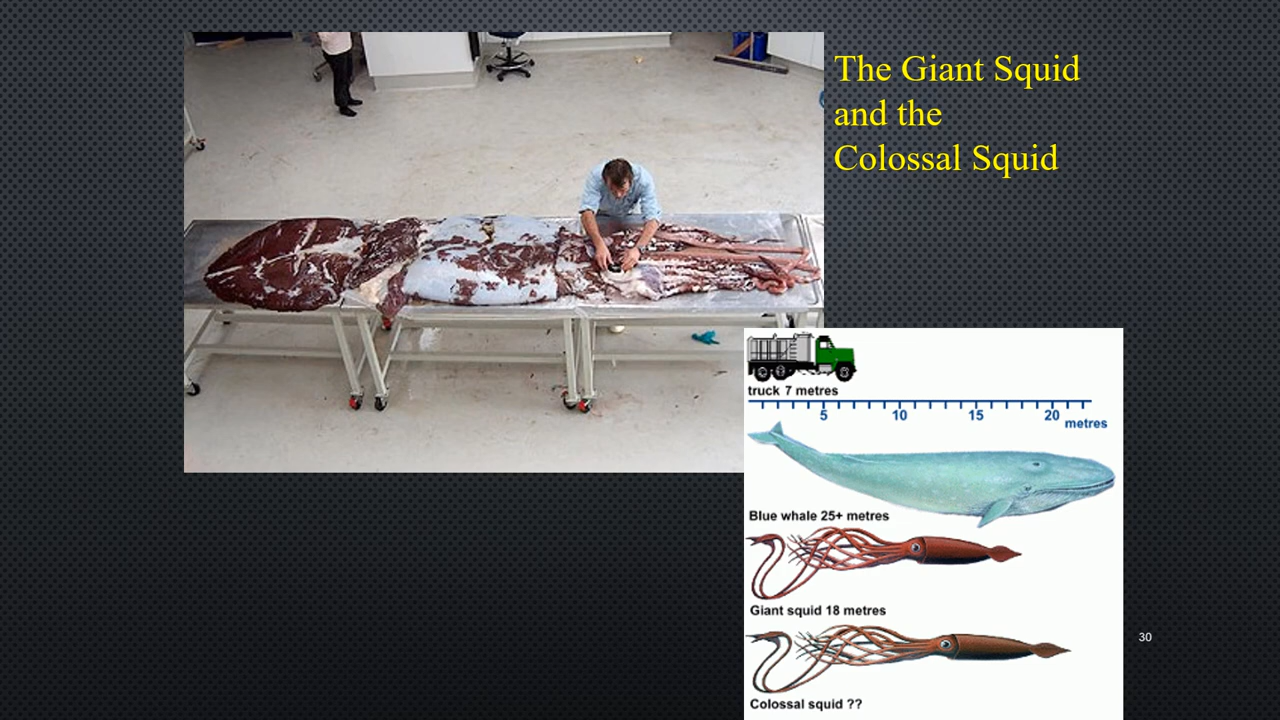 The Giant Squid
and the
Colossal Squid
truck 7 metres
5 10 15 20
metres
Blue whale 25+ metres
Giant squid 18 metres
Colossal squid ??
30